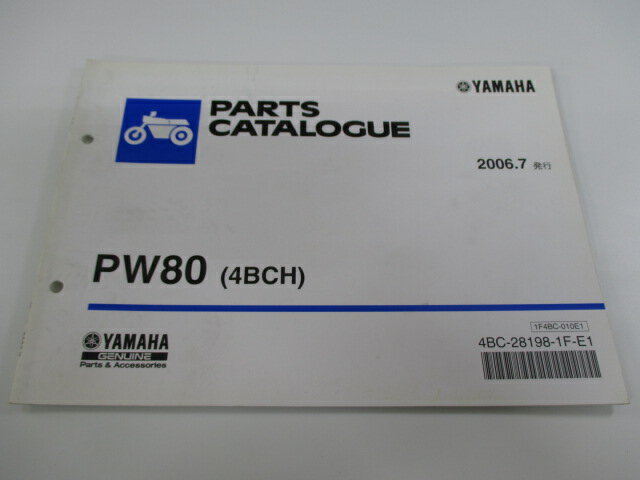 YAMAHA
PARTS
CATALOGUE
2006.7 発行
PW80 (4BCH)
1F4BC-010E1
YAMAHA
GENUINE
Parts & Accessories
4BC-28198-1F-E1